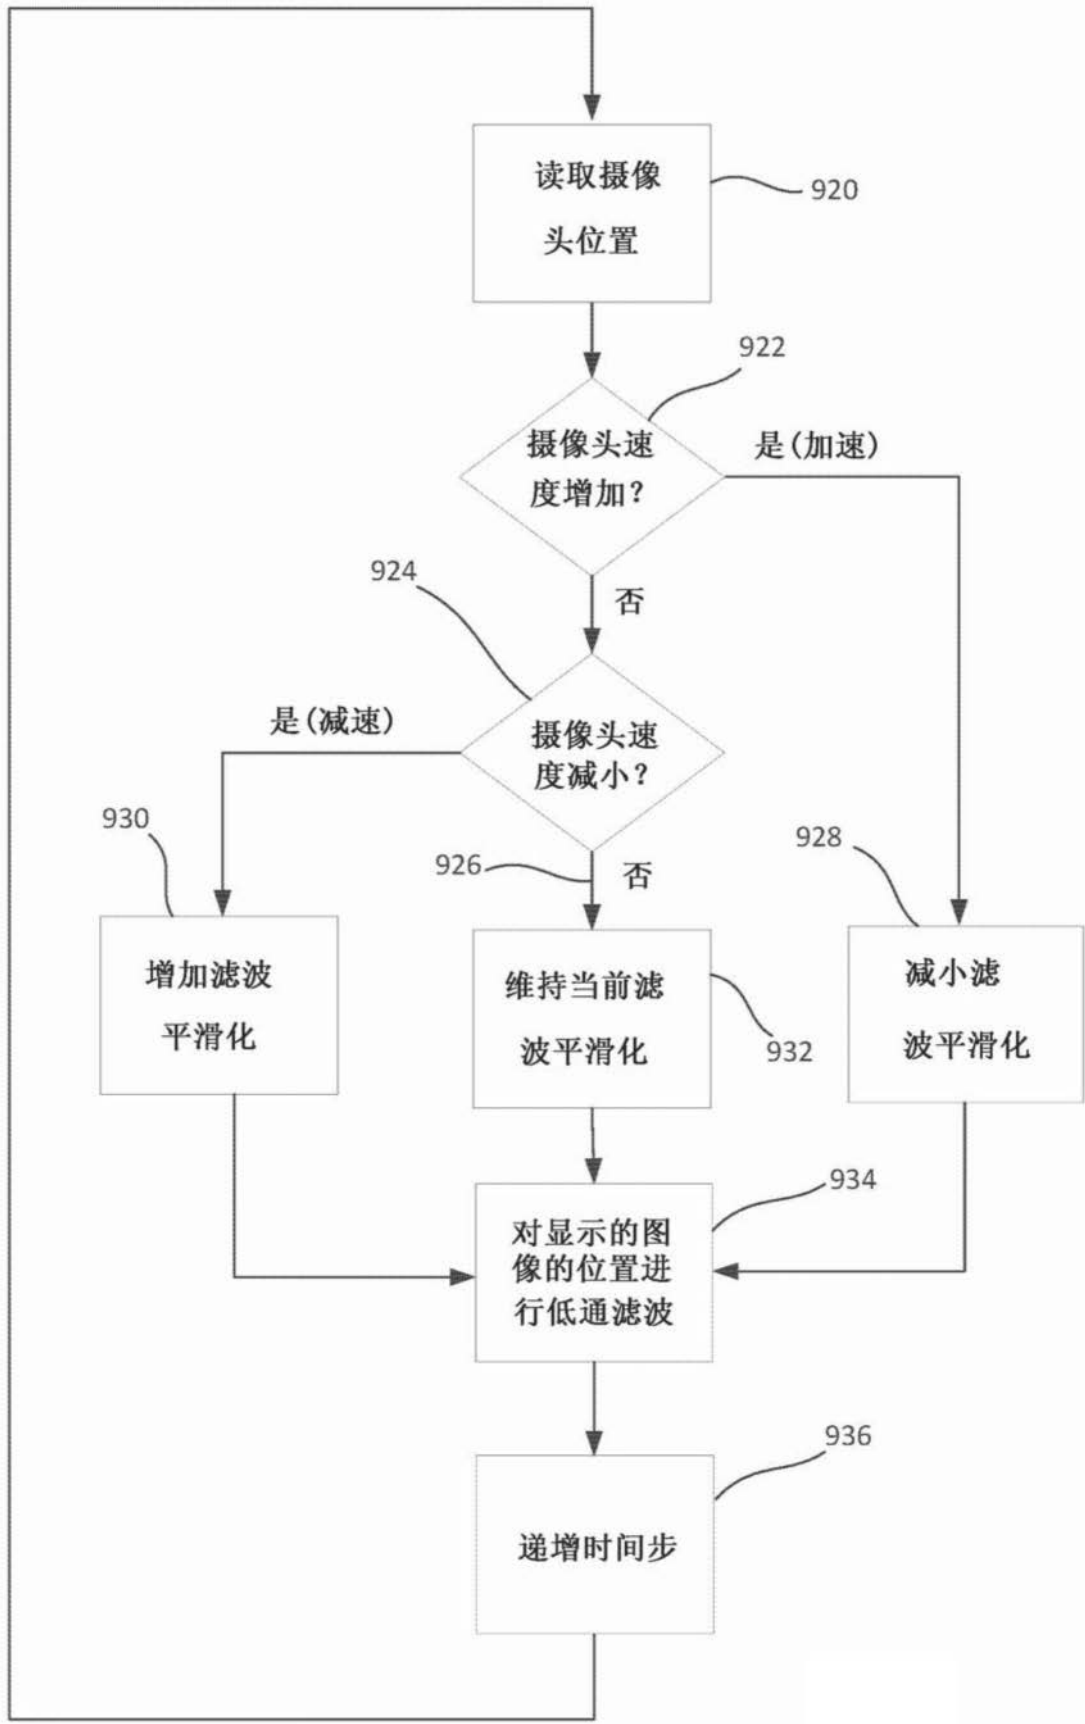 读取摄像
头位置
920
922
摄像头速
度增加?
是(加速)
924
否
是(减速)
摄像头速
度减小?
930
926
否
928
增加滤波
平滑化
维持当前滤
波平滑化
932
减小滤
波平滑化
934
对显示的图
像的位置进
行低通滤波
936
递增时间步